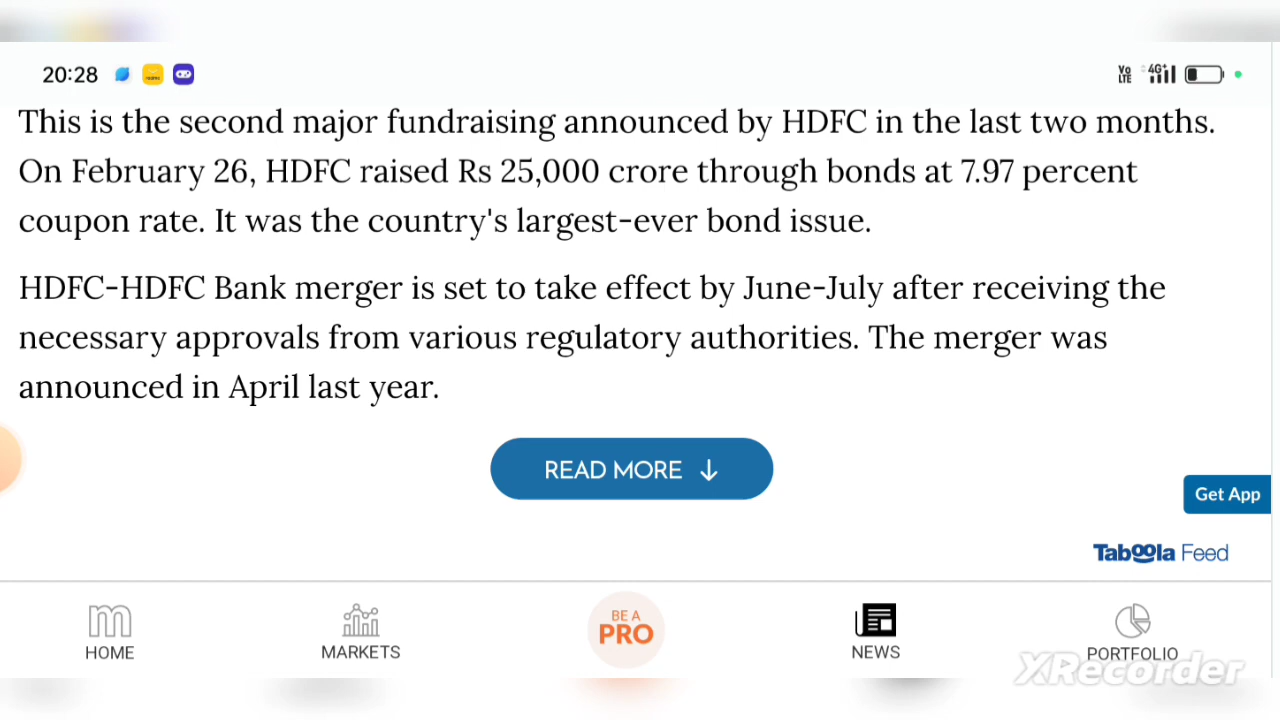 20:28
Vo LTE 4G+
This is the second major fundraising announced by HDFC in the last two months.
On February 26, HDFC raised Rs 25,000 crore through bonds at 7.97 percent
coupon rate. It was the country's largest-ever bond issue.
HDFC-HDFC Bank merger is set to take effect by June-July after receiving the
necessary approvals from various regulatory authorities. The merger was
announced in April last year.
READ MORE ↓
Get App
Taboola Feed
BE A
PRO
HOME MARKETS NEWS PORTFOLIO
XRecorder